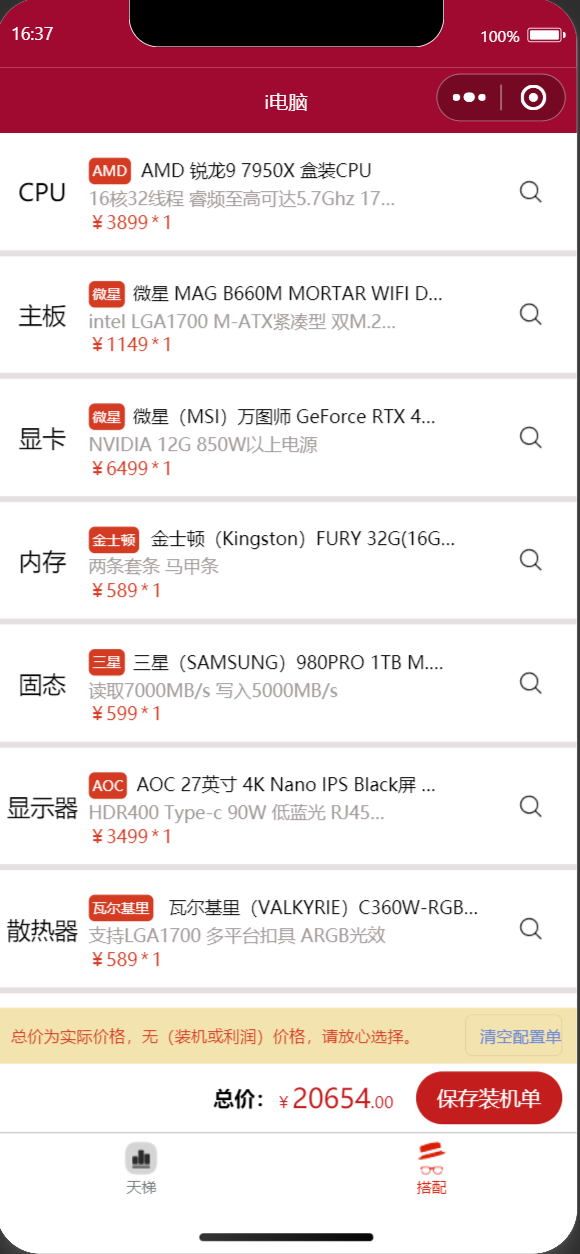 16:37
100%
i电脑
CPU
AMD AMD 锐龙9 7950X 盒装CPU
16核32线程 睿频至高可达5.7Ghz 17...
￥3899*1
主板
微星 微星 MAG B660M MORTAR WIFI D...
intel LGA1700 M-ATX紧凑型 双M.2...
￥1149*1
显卡
微星 微星（MSI）万图师 GeForce RTX 4...
NVIDIA 12G 850W以上电源
￥6499*1
内存
金士顿 金士顿（Kingston）FURY 32G(16G...
两条套条 马甲条
￥589*1
固态
三星 三星（SAMSUNG）980PRO 1TB M....
读取7000MB/s 写入5000MB/s
￥599*1
显示器
AOC AOC 27英寸 4K Nano IPS Black屏 ...
HDR400 Type-c 90W 低蓝光 RJ45...
￥3499*1
散热器
瓦尔基里 瓦尔基里（VALKYRIE）C360W-RGB...
支持LGA1700 多平台扣具 ARGB光效
￥589*1
总价为实际价格，无（装机或利润）价格，请放心选择。
清空配置单
总价：￥20654.00
保存装机单
天梯
搭配